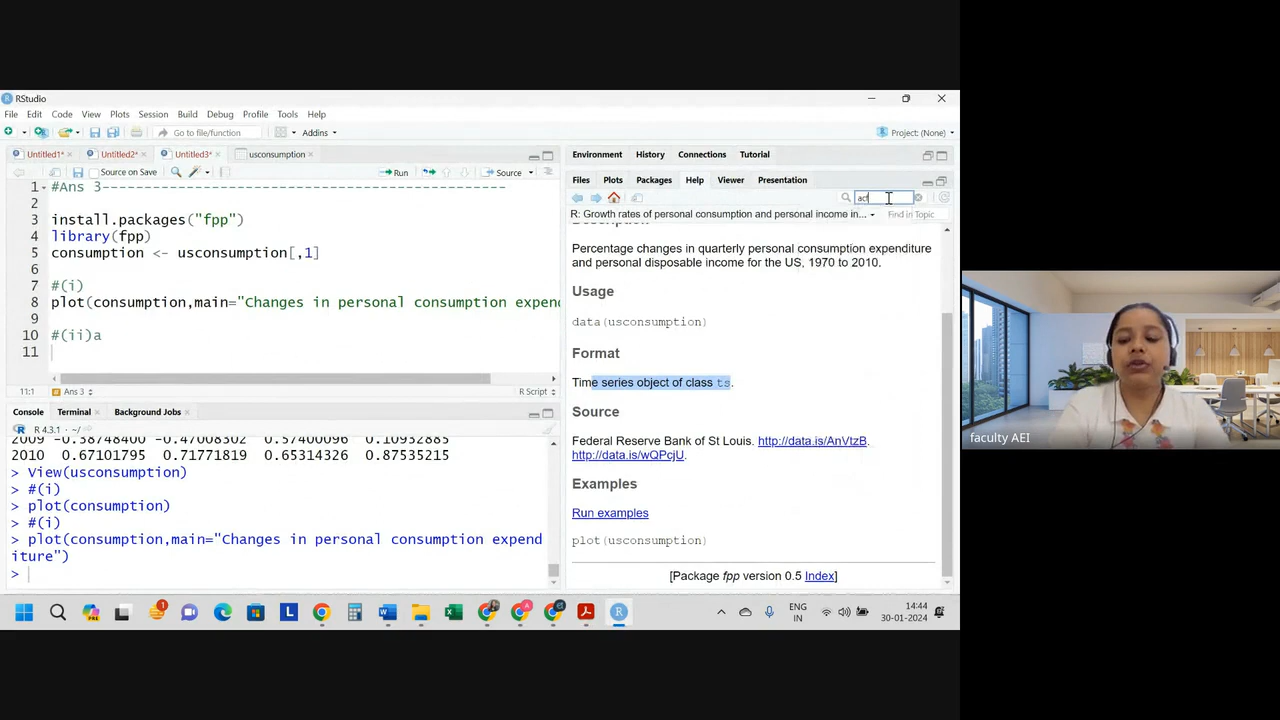 RStudio
File Edit Code View Plots Session Build Debug Profile Tools Help
Go to file/function Addins Project: (None)
Untitled1* Untitled2* Untitled3* usconsumption
Source on Save Run Source
1 #Ans 3-----------------------------------------------
2
3 install.packages("fpp")
4 library(fpp)
5 consumption <- usconsumption[,1]
6
7 #(i)
8 plot(consumption,main="Changes in personal consumption expend
9
10 #(ii)a
11
11:1 Ans 3 R Script
Console Terminal Background Jobs
R 4.3.1 · ~/
2009 -0.38748400 -0.47008302 0.57400096 0.10932885
2010 0.67101795 0.71771819 0.65314326 0.87535215
> View(usconsumption)
> #(i)
> plot(consumption)
> #(i)
> plot(consumption,main="Changes in personal consumption expend
iture")
>
Environment History Connections Tutorial
Files Plots Packages Help Viewer Presentation
acf
R: Growth rates of personal consumption and personal income in... Find in Topic
Description
Percentage changes in quarterly personal consumption expenditure
and personal disposable income for the US, 1970 to 2010.
Usage
data(usconsumption)
Format
Time series object of class ts.
Source
Federal Reserve Bank of St Louis. http://data.is/AnVtzB.
http://data.is/wQPcjU.
Examples
Run examples
plot(usconsumption)
[Package fpp version 0.5 Index]
faculty AEI
PRE
1
L
ENG
IN
14:44
30-01-2024